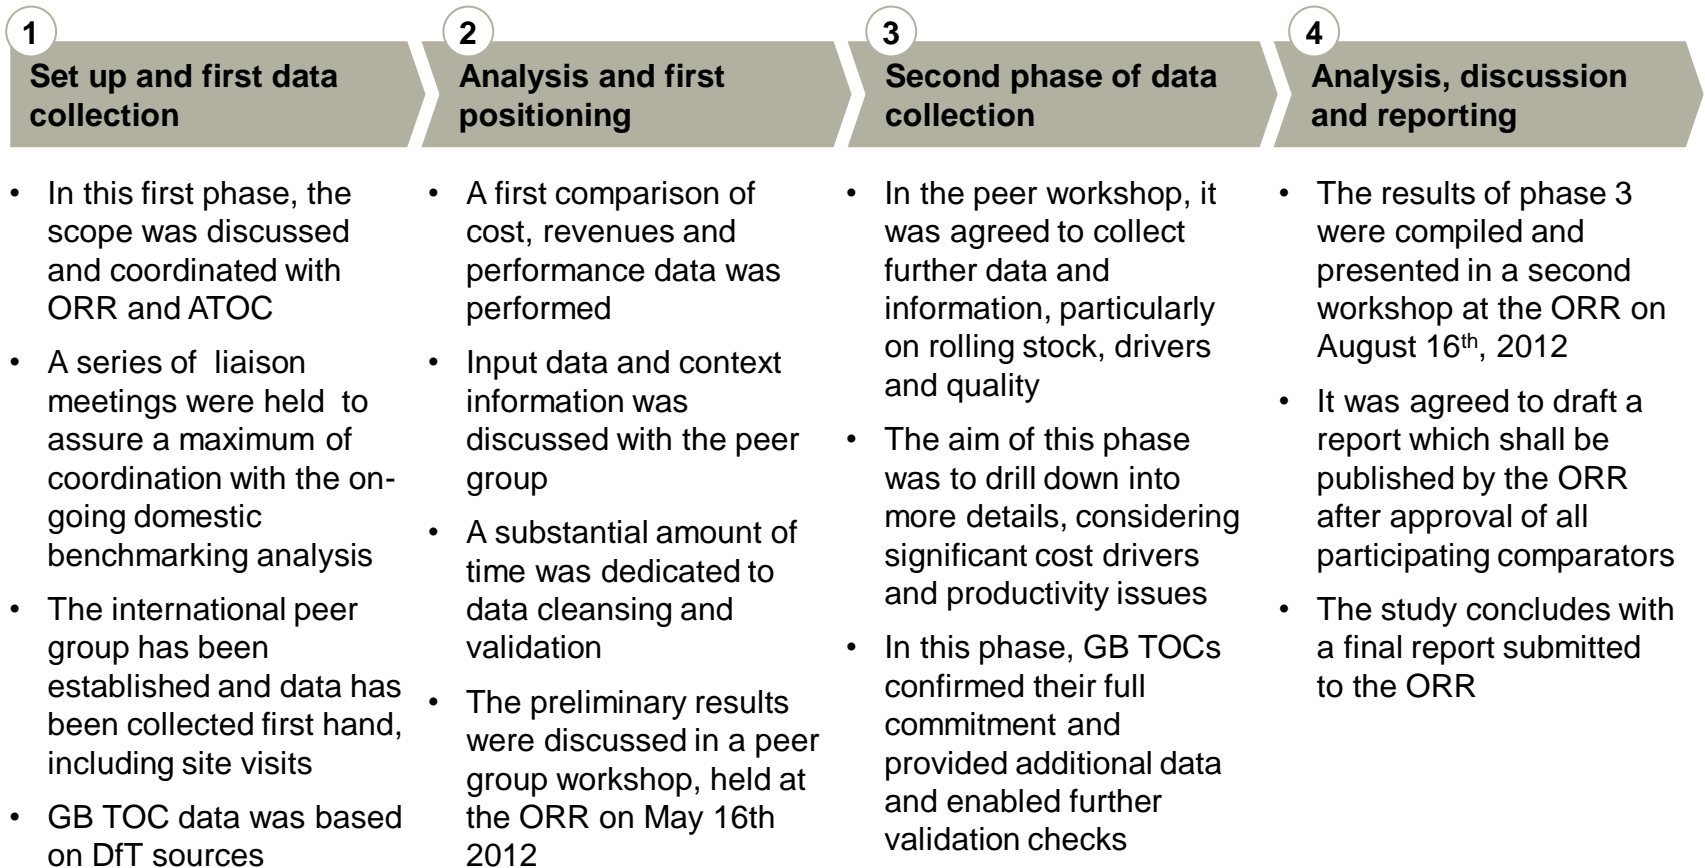 1
Set up and first data
collection
• In this first phase, the
scope was discussed
and coordinated with
ORR and ATOC
• A series of liaison
meetings were held to
assure a maximum of
coordination with the on-
going domestic
benchmarking analysis
• The international peer
group has been
established and data has
been collected first hand,
including site visits
• GB TOC data was based
on DfT sources
2
Analysis and first
positioning
• A first comparison of
cost, revenues and
performance data was
performed
• Input data and context
information was
discussed with the peer
group
• A substantial amount of
time was dedicated to
data cleansing and
validation
• The preliminary results
were discussed in a peer
group workshop, held at
the ORR on May 16th
2012
3
Second phase of data
collection
• In the peer workshop, it
was agreed to collect
further data and
information, particularly
on rolling stock, drivers
and quality
• The aim of this phase
was to drill down into
more details, considering
significant cost drivers
and productivity issues
• In this phase, GB TOCs
confirmed their full
commitment and
provided additional data
and enabled further
validation checks
4
Analysis, discussion
and reporting
• The results of phase 3
were compiled and
presented in a second
workshop at the ORR on
August 16th, 2012
• It was agreed to draft a
report which shall be
published by the ORR
after approval of all
participating comparators
• The study concludes with
a final report submitted
to the ORR